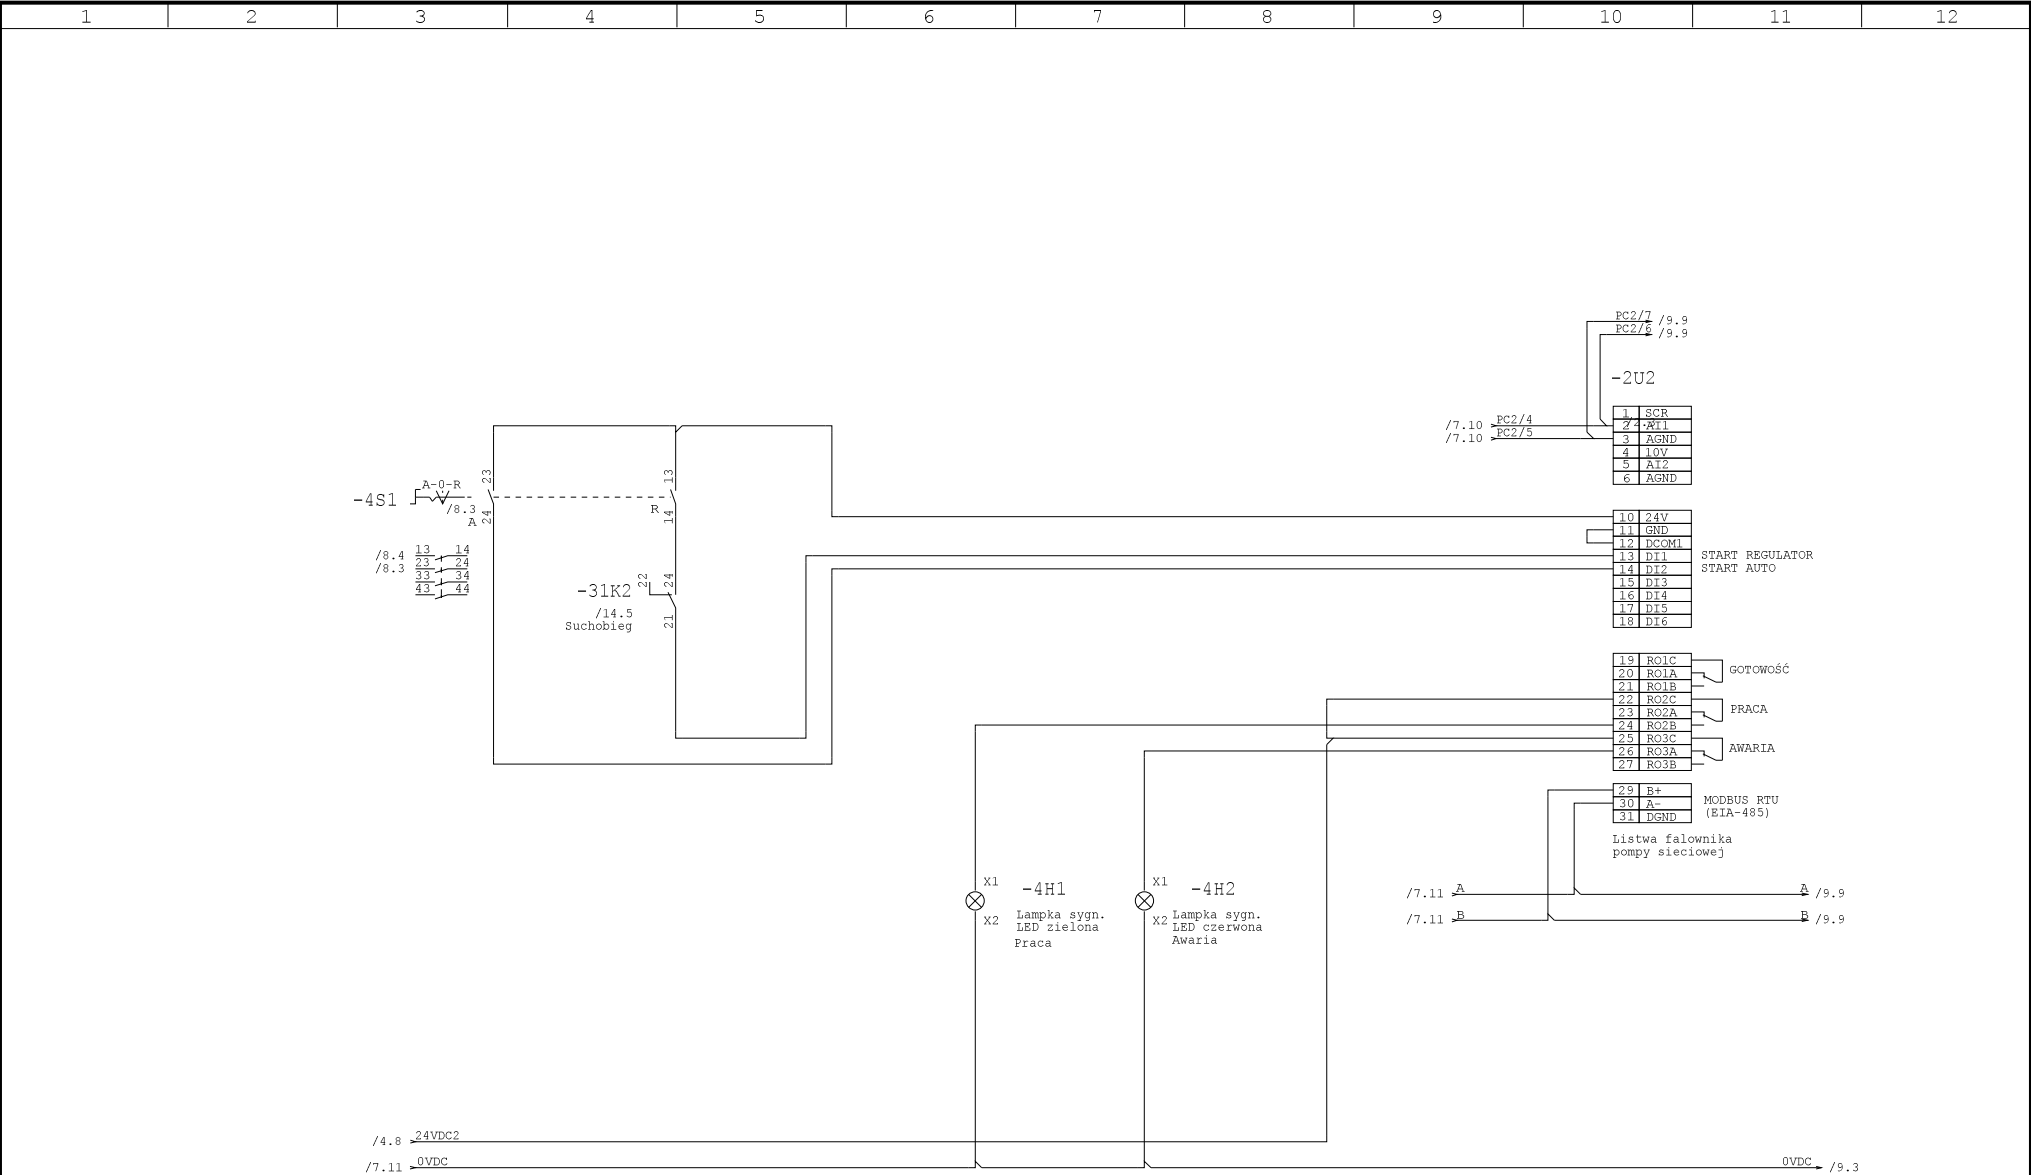 1 2 3 4 5 6 7 8 9 10 11 12
PC2/7 /9.9
PC2/6 /9.9
-2U2
/7.10 PC2/4
/7.10 PC2/5
1 SCR
2 AI1
3 AGND
4 10V
5 AI2
6 AGND
-4S1
A-0-R
/8.3
A
23
24
R
13
14
/8.4 13 14
/8.3 23 24
33 34
43 44
-31K2
/14.5
Suchobieg
22
24
21
10 24V
11 GND
12 DCOM1
13 DI1 START REGULATOR
14 DI2 START AUTO
15 DI3
16 DI4
17 DI5
18 DI6
19 RO1C
20 RO1A GOTOWOŚĆ
21 RO1B
22 RO2C
23 RO2A PRACA
24 RO2B
25 RO3C
26 RO3A AWARIA
27 RO3B
29 B+
30 A- MODBUS RTU
31 DGND (EIA-485)
Listwa falownika
pompy sieciowej
X1
X2
-4H1
Lampka sygn.
LED zielona
Praca
X1
X2
-4H2
Lampka sygn.
LED czerwona
Awaria
/7.11 A A /9.9
/7.11 B B /9.9
/4.8 24VDC2
/7.11 0VDC 0VDC /9.3